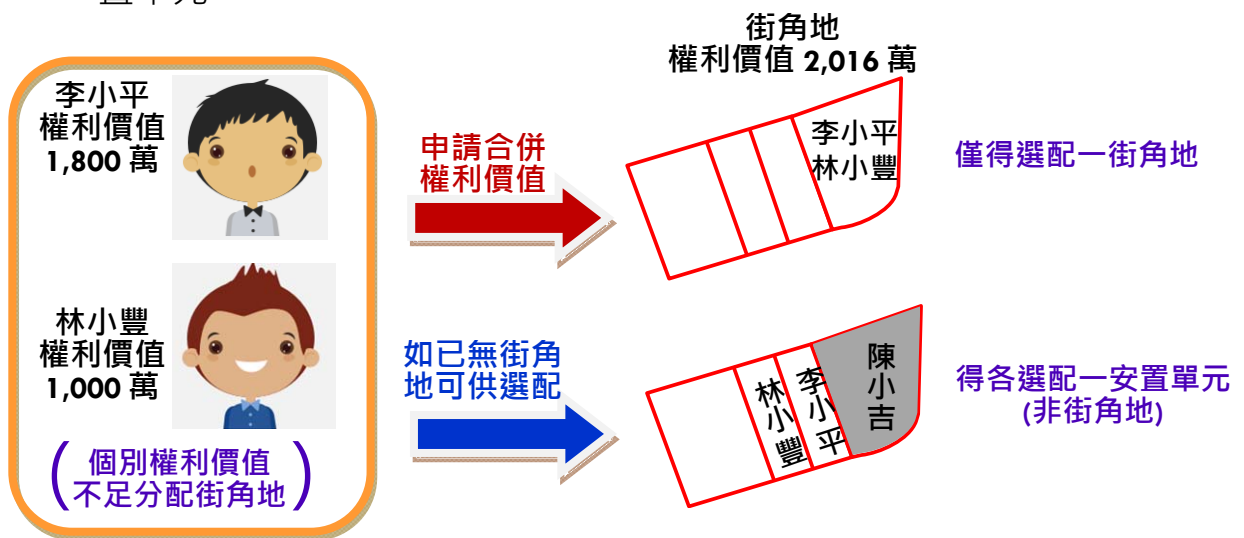 街角地
權利價值 2,016 萬
李小平
權利價值
1,800 萬
林小豐
權利價值
1,000 萬
(個別權利價值
不足分配街角地)
申請合併
權利價值
李小平
林小豐
僅得選配一街角地
如已無街角
地可供選配
林小豐
李小平
陳小吉
得各選配一安置單元
(非街角地)